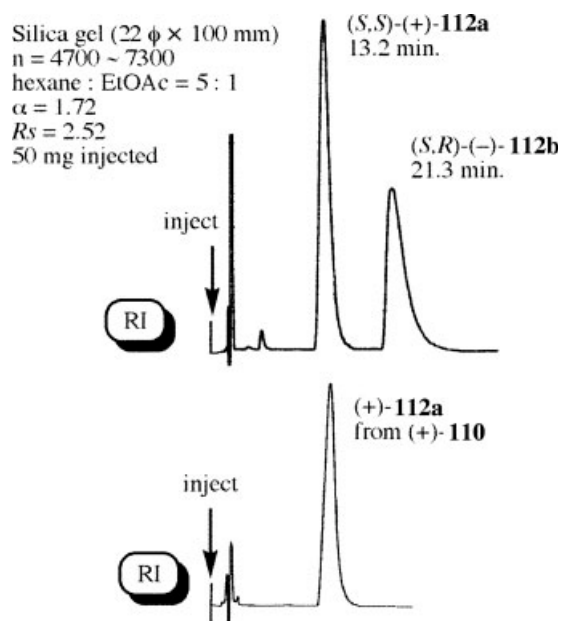 Silica gel (22 ϕ × 100 mm)
n = 4700 ~ 7300
hexane : EtOAc = 5 : 1
α = 1.72
Rs = 2.52
50 mg injected
(S,S)-(+)-112a
13.2 min.
(S,R)-(–)-112b
21.3 min.
inject
RI
(+)-112a
from (+)-110
inject
RI